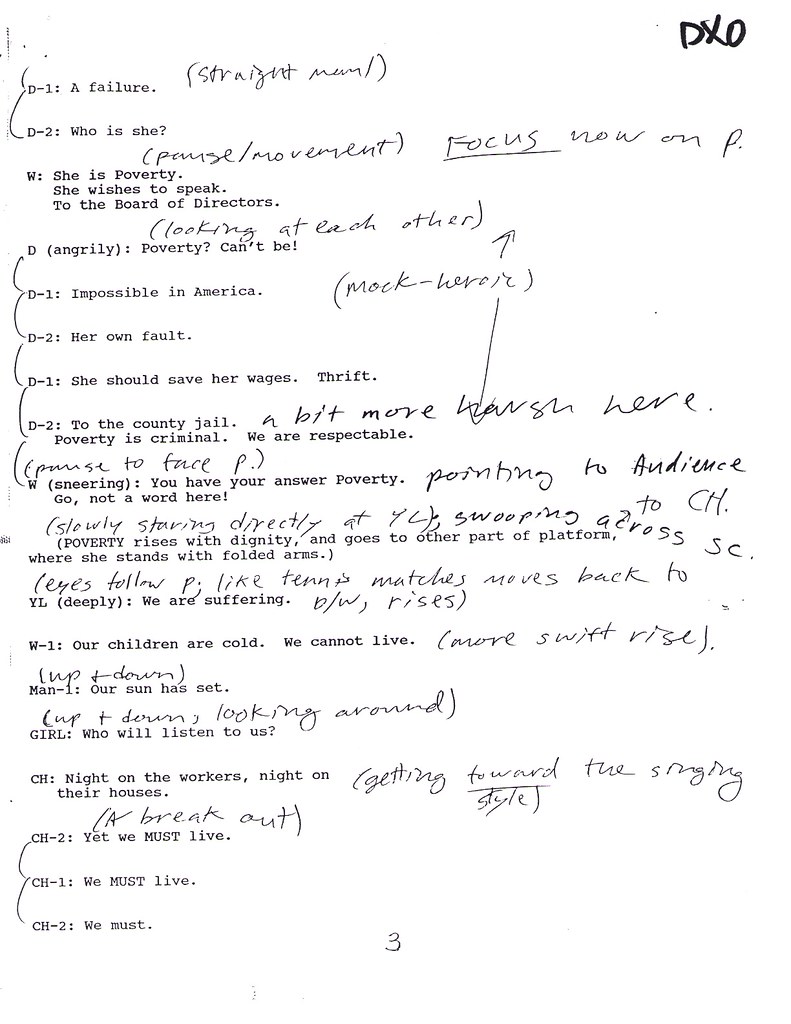 DXO
D-1: A failure. (straight man!)
D-2: Who is she?
(pause/movement) FOCUS now on P.
W: She is Poverty.
She wishes to speak.
To the Board of Directors.
(looking at each other)
D (angrily): Poverty? Can't be!
D-1: Impossible in America. (mock-heroic)
D-2: Her own fault.
D-1: She should save her wages. Thrift.
D-2: To the county jail. a bit more harsh here.
Poverty is criminal. We are respectable.
(pause to face P.)
W (sneering): You have your answer Poverty. pointing to Audience
Go, not a word here! to CH.
(slowly staring directly at YL); swooping across sc.
(POVERTY rises with dignity, and goes to other part of platform,
where she stands with folded arms.)
(eyes follow P; like tennis matches moves back to
YL (deeply): We are suffering. b/w, rises)
W-1: Our children are cold. We cannot live. (more swift rise).
(up + down)
Man-1: Our sun has set.
(up + down, looking around)
GIRL: Who will listen to us?
CH: Night on the workers, night on (getting toward the singing
their houses. style)
(A break out)
CH-2: Yet we MUST live.
CH-1: We MUST live.
CH-2: We must.
3